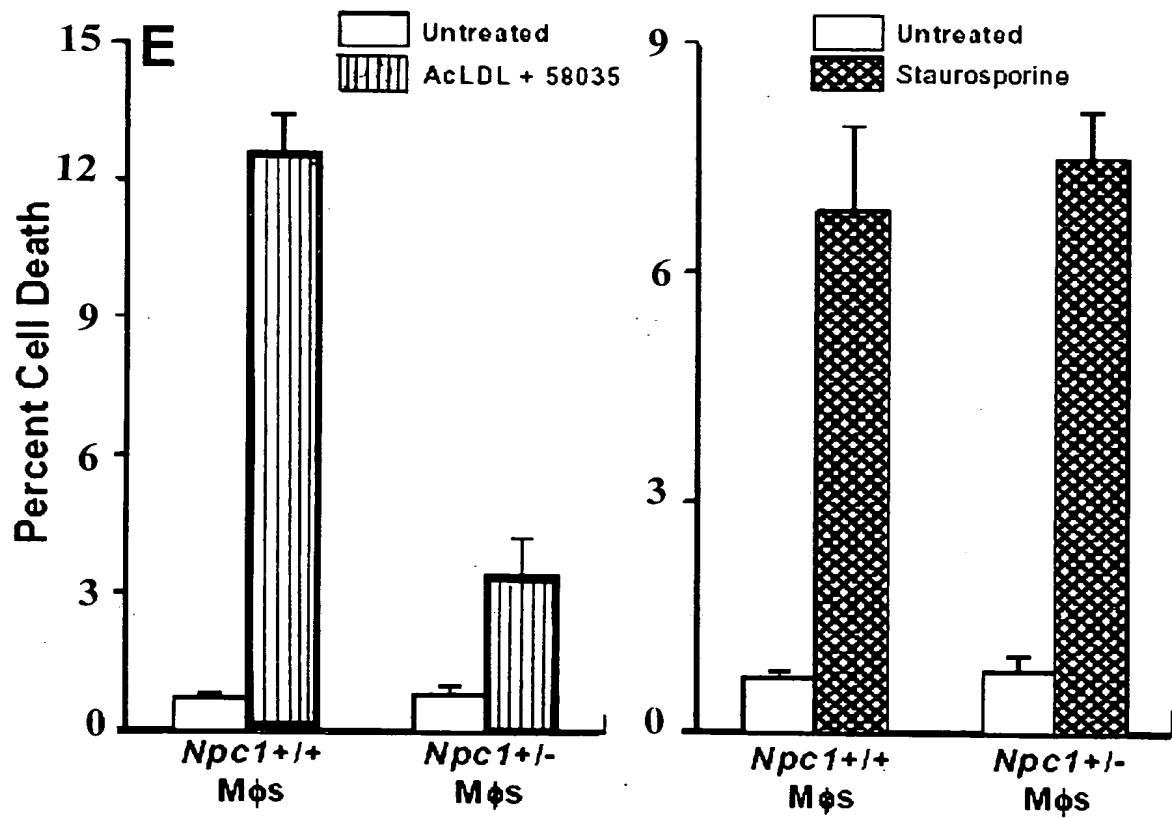 E
Untreated
AcLDL + 58035
Percent Cell Death
15
12
9
6
3
0
Npc1+/+
Mϕs
Npc1+/-
Mϕs
Untreated
Staurosporine
9
6
3
0
Npc1+/+
Mϕs
Npc1+/-
Mϕs